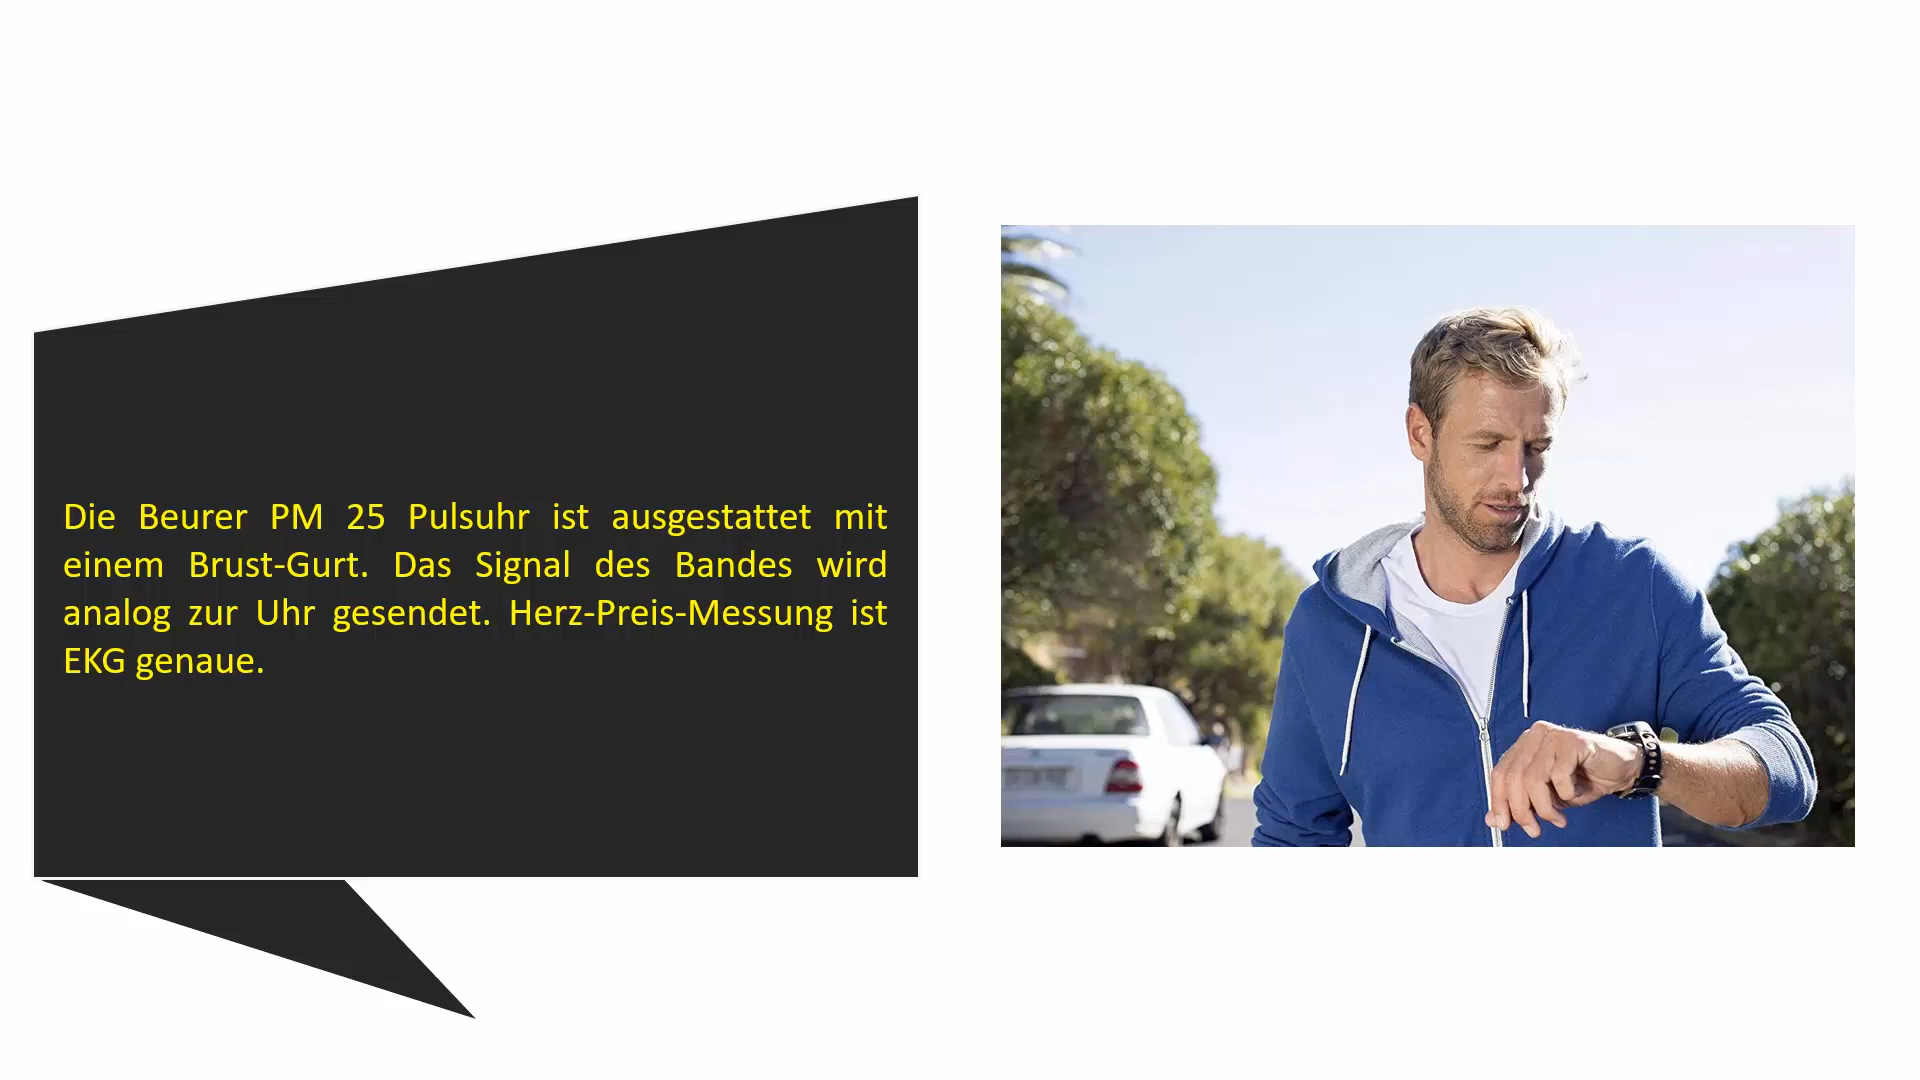 Die Beurer PM 25 Pulsuhr ist ausgestattet mit
einem Brust-Gurt. Das Signal des Bandes wird
analog zur Uhr gesendet. Herz-Preis-Messung ist
EKG genaue.